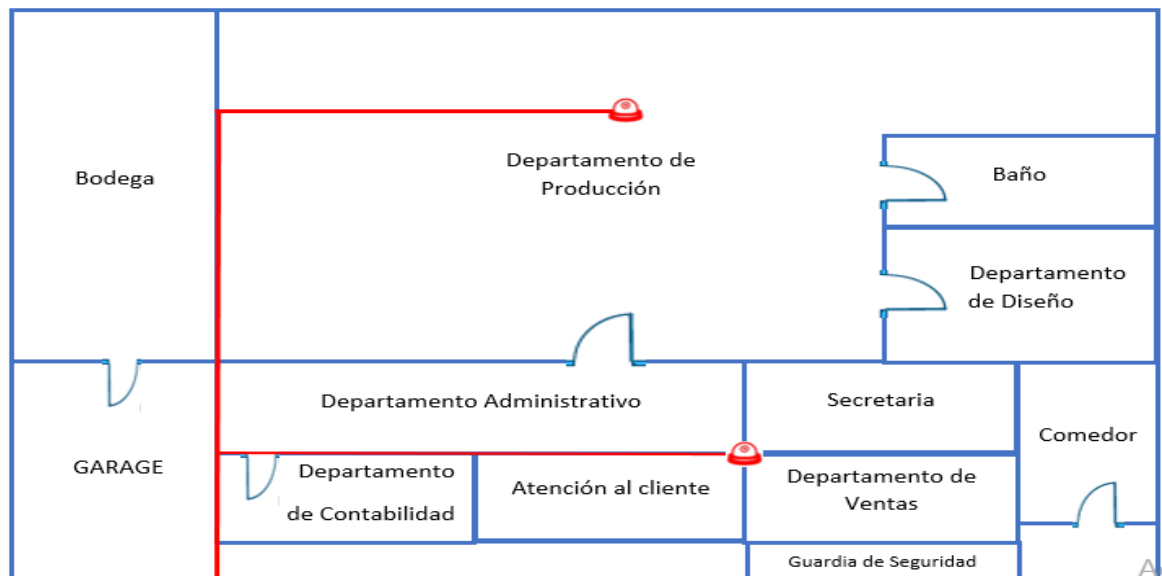 Departamento de
Producción
Bodega
Baño
Departamento
de Diseño
Departamento Administrativo
Secretaria
Comedor
GARAGE
Departamento
de Contabilidad
Atención al cliente
Departamento de
Ventas
Guardia de Seguridad